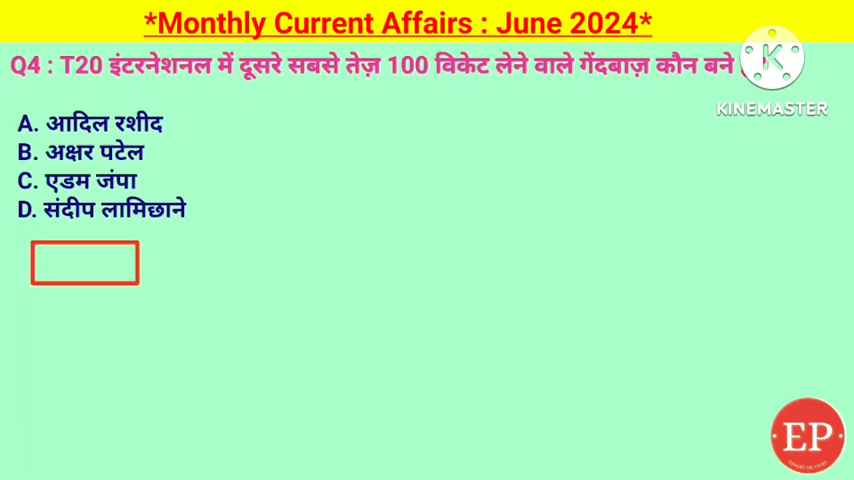 *Monthly Current Affairs : June 2024*
Q4 : T20 इंटरनेशनल में दूसरे सबसे तेज़ 100 विकेट लेने वाले गेंदबाज़ कौन बने
KINEMASTER
A. आदिल रशीद
B. अक्षर पटेल
C. एडम जंपा
D. संदीप लामिछाने
EP